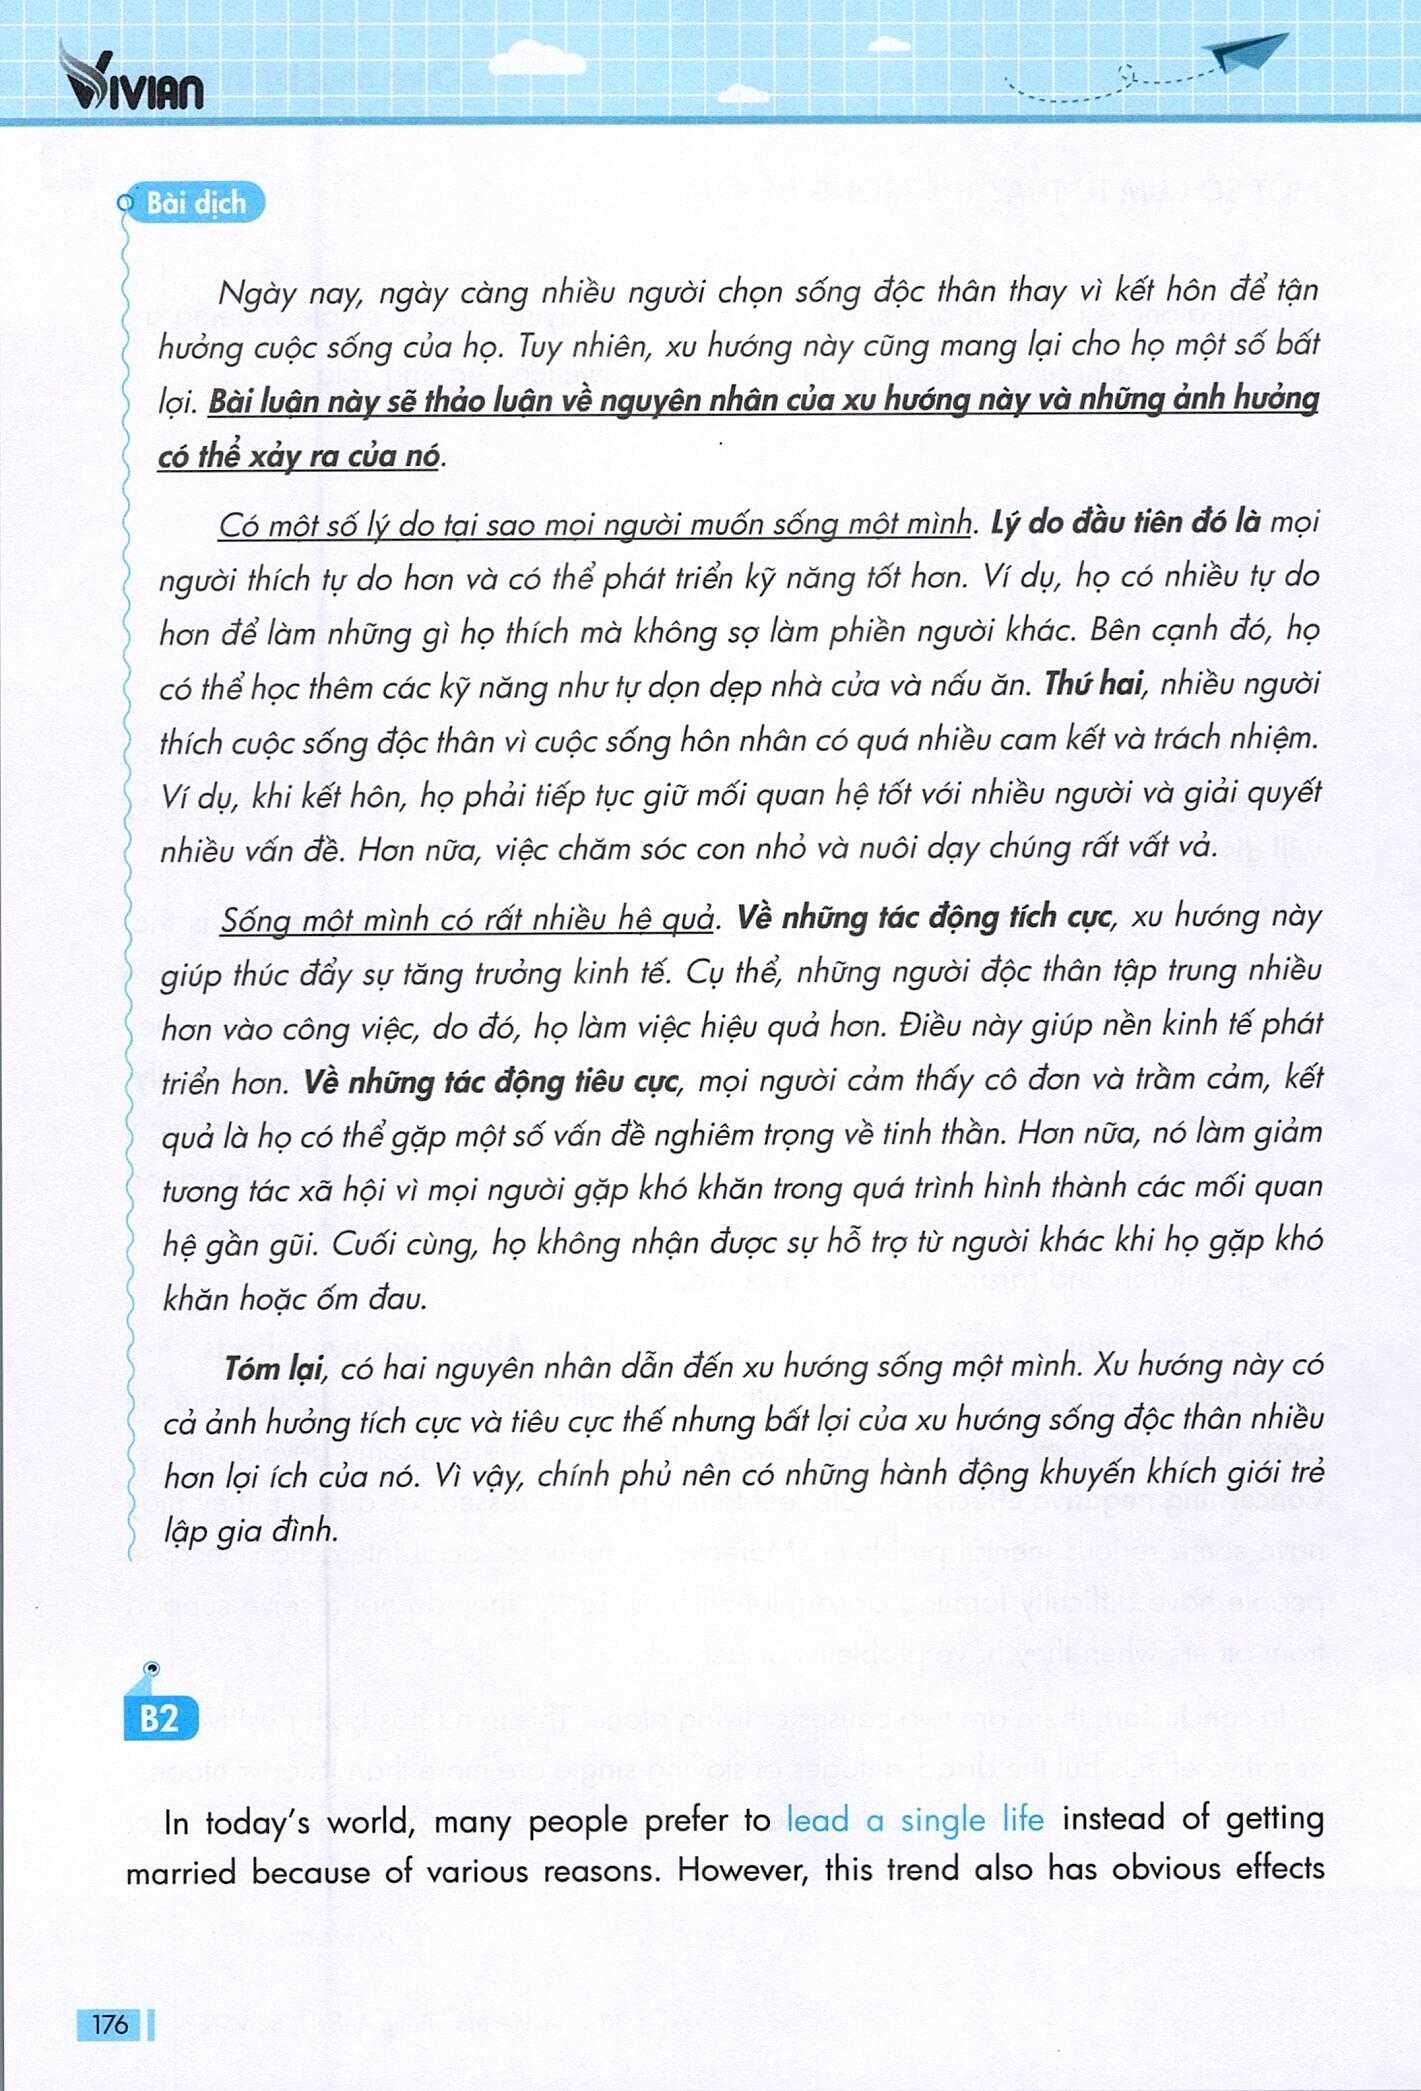 VIVIAN
Bài dịch
Ngày nay, ngày càng nhiều người chọn sống độc thân thay vì kết hôn để tận
hưởng cuộc sống của họ. Tuy nhiên, xu hướng này cũng mang lại cho họ một số bất
lợi. Bài luận này sẽ thảo luận về nguyên nhân của xu hướng này và những ảnh hưởng
có thể xảy ra của nó.
Có một số lý do tại sao mọi người muốn sống một mình. Lý do đầu tiên đó là mọi
người thích tự do hơn và có thể phát triển kỹ năng tốt hơn. Ví dụ, họ có nhiều tự do
hơn để làm những gì họ thích mà không sợ làm phiền người khác. Bên cạnh đó, họ
có thể học thêm các kỹ năng như tự dọn dẹp nhà cửa và nấu ăn. Thứ hai, nhiều người
thích cuộc sống độc thân vì cuộc sống hôn nhân có quá nhiều cam kết và trách nhiệm.
Ví dụ, khi kết hôn, họ phải tiếp tục giữ mối quan hệ tốt với nhiều người và giải quyết
nhiều vấn đề. Hơn nữa, việc chăm sóc con nhỏ và nuôi dạy chúng rất vất vả.
Sống một mình có rất nhiều hệ quả. Về những tác động tích cực, xu hướng này
giúp thúc đẩy sự tăng trưởng kinh tế. Cụ thể, những người độc thân tập trung nhiều
hơn vào công việc, do đó, họ làm việc hiệu quả hơn. Điều này giúp nền kinh tế phát
triển hơn. Về những tác động tiêu cực, mọi người cảm thấy cô đơn và trầm cảm, kết
quả là họ có thể gặp một số vấn đề nghiêm trọng về tinh thần. Hơn nữa, nó làm giảm
tương tác xã hội vì mọi người gặp khó khăn trong quá trình hình thành các mối quan
hệ gần gũi. Cuối cùng, họ không nhận được sự hỗ trợ từ người khác khi họ gặp khó
khăn hoặc ốm đau.
Tóm lại, có hai nguyên nhân dẫn đến xu hướng sống một mình. Xu hướng này có
cả ảnh hưởng tích cực và tiêu cực thế nhưng bất lợi của xu hướng sống độc thân nhiều
hơn lợi ích của nó. Vì vậy, chính phủ nên có những hành động khuyến khích giới trẻ
lập gia đình.
B2
In today's world, many people prefer to lead a single life instead of getting
married because of various reasons. However, this trend also has obvious effects
176